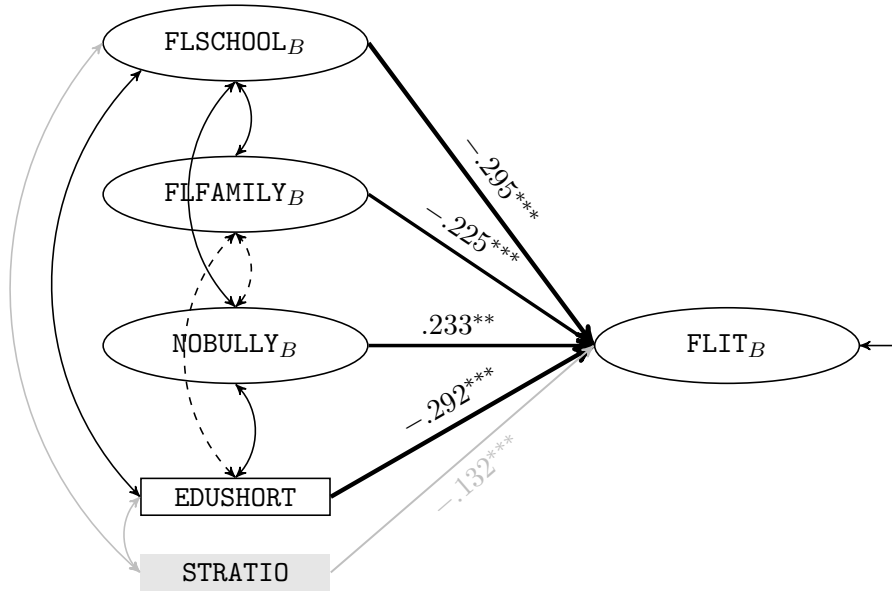 FLSCHOOL_B
−.295***
FLFAMILY_B
−.225***
NOBULLY_B
.233**
FLIT_B
−.292***
EDUSHORT
−.132***
STRATIO